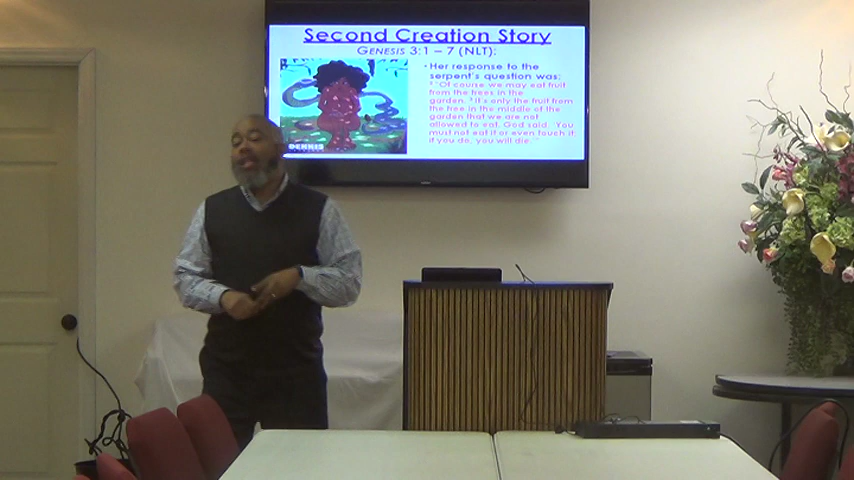 Second Creation Story
GENESIS 3:1 – 7 (NLT):
• Her response to the
serpent's question was:
² "Of course we may eat fruit
from the trees in the
garden. ³ It's only the fruit from
the tree in the middle of the
garden that we are not
allowed to eat. God said, 'You
must not eat it or even touch it;
if you do, you will die.'"
DENNIS